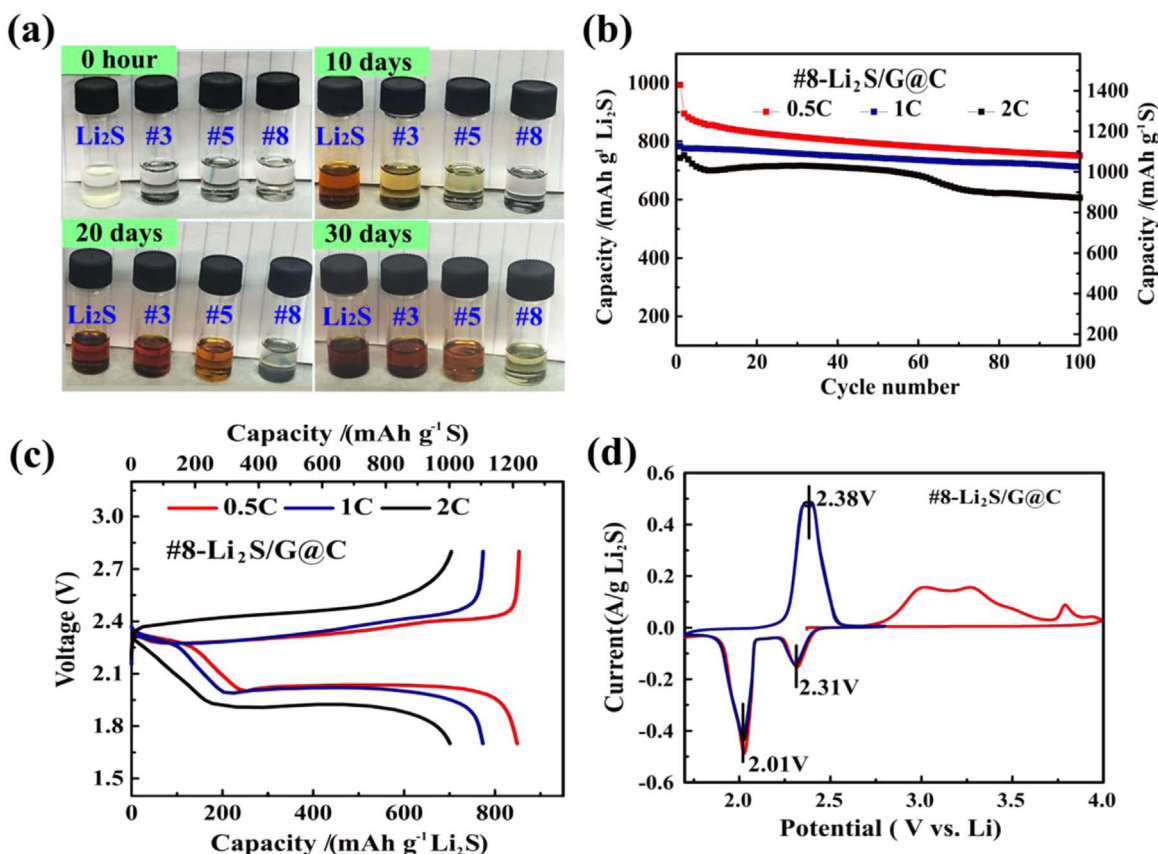 (a)
0 hour
Li₂S #3 #5 #8
10 days
Li₂S #3 #5 #8
20 days
Li₂S #3 #5 #8
30 days
Li₂S #3 #5 #8
(b)
#8-Li₂S/G@C
0.5C 1C 2C
Capacity /(mAh g¹ Li₂S)
1000
800
600
400
200
100
Capacity /(mAh g⁻¹S)
1400
1200
1000
800
600
400
200
0 20 40 60 80 100
Cycle number
(c)
Capacity /(mAh g⁻¹S)
0 200 400 600 800 1000 1200
0.5C 1C 2C
#8-Li₂S/G@C
Voltage (V)
3.0
2.7
2.4
2.1
1.8
1.5
0 200 400 600 800
Capacity /(mAh g⁻¹Li₂S)
(d)
#8-Li₂S/G@C
2.38V
2.31V
2.01V
Current(A/g Li₂S)
0.6
0.4
0.2
0.0
-0.2
-0.4
-0.6
2.0 2.5 3.0 3.5 4.0
Potential ( V vs. Li)